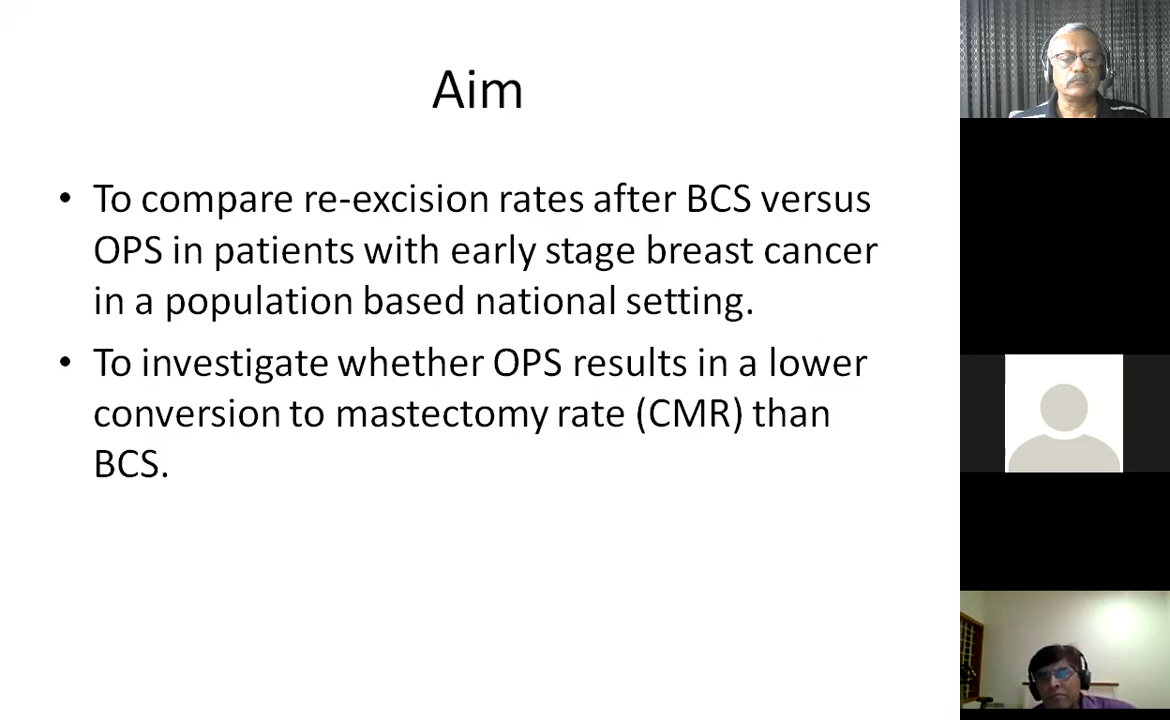 Aim
• To compare re-excision rates after BCS versus
OPS in patients with early stage breast cancer
in a population based national setting.
• To investigate whether OPS results in a lower
conversion to mastectomy rate (CMR) than
BCS.